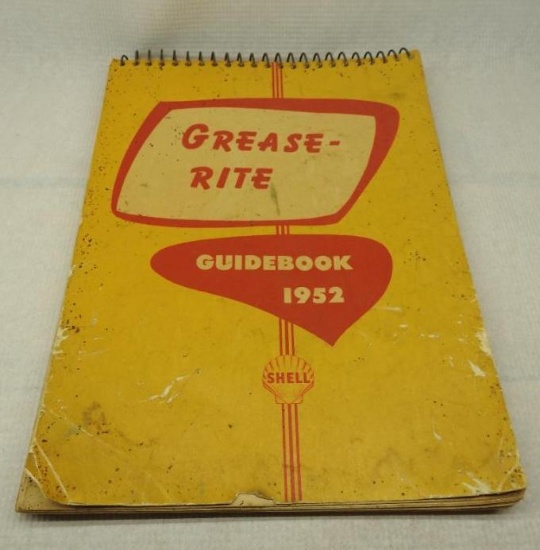 GREASE-
RITE
GUIDEBOOK
1952
SHELL